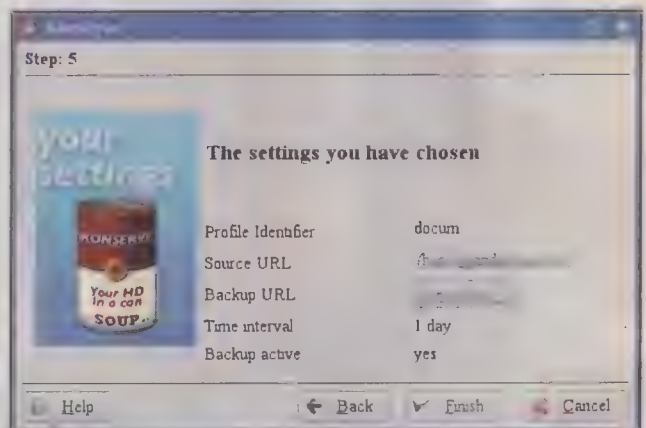 Step: 5
your
settings
The settings you have chosen
KONSERVE
Your HD
in a can
SOUP
Profile Identifier docum
Source URL
Backup URL
Time interval 1 day
Backup active yes
Help Back Finish Cancel